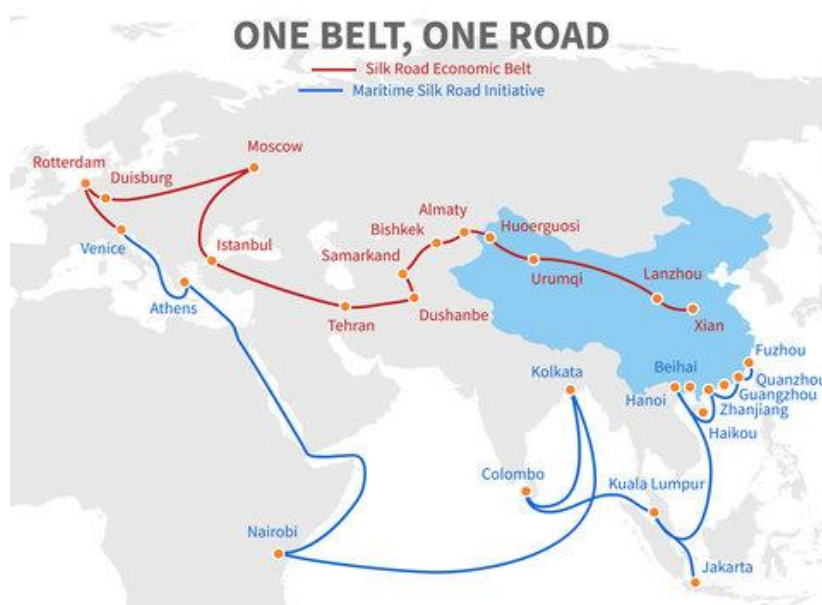 ONE BELT, ONE ROAD
Silk Road Economic Belt
Maritime Silk Road Initiative
Moscow
Rotterdam
Duisburg
Almaty
Bishkek
Huoerguosi
Venice
Istanbul
Samarkand
Urumqi
Lanzhou
Athens
Tehran
Dushanbe
Xian
Fuzhou
Kolkata
Beihai
Quanzhou
Hanoi
Guangzhou
Zhanjiang
Haikou
Colombo
Kuala Lumpur
Nairobi
Jakarta